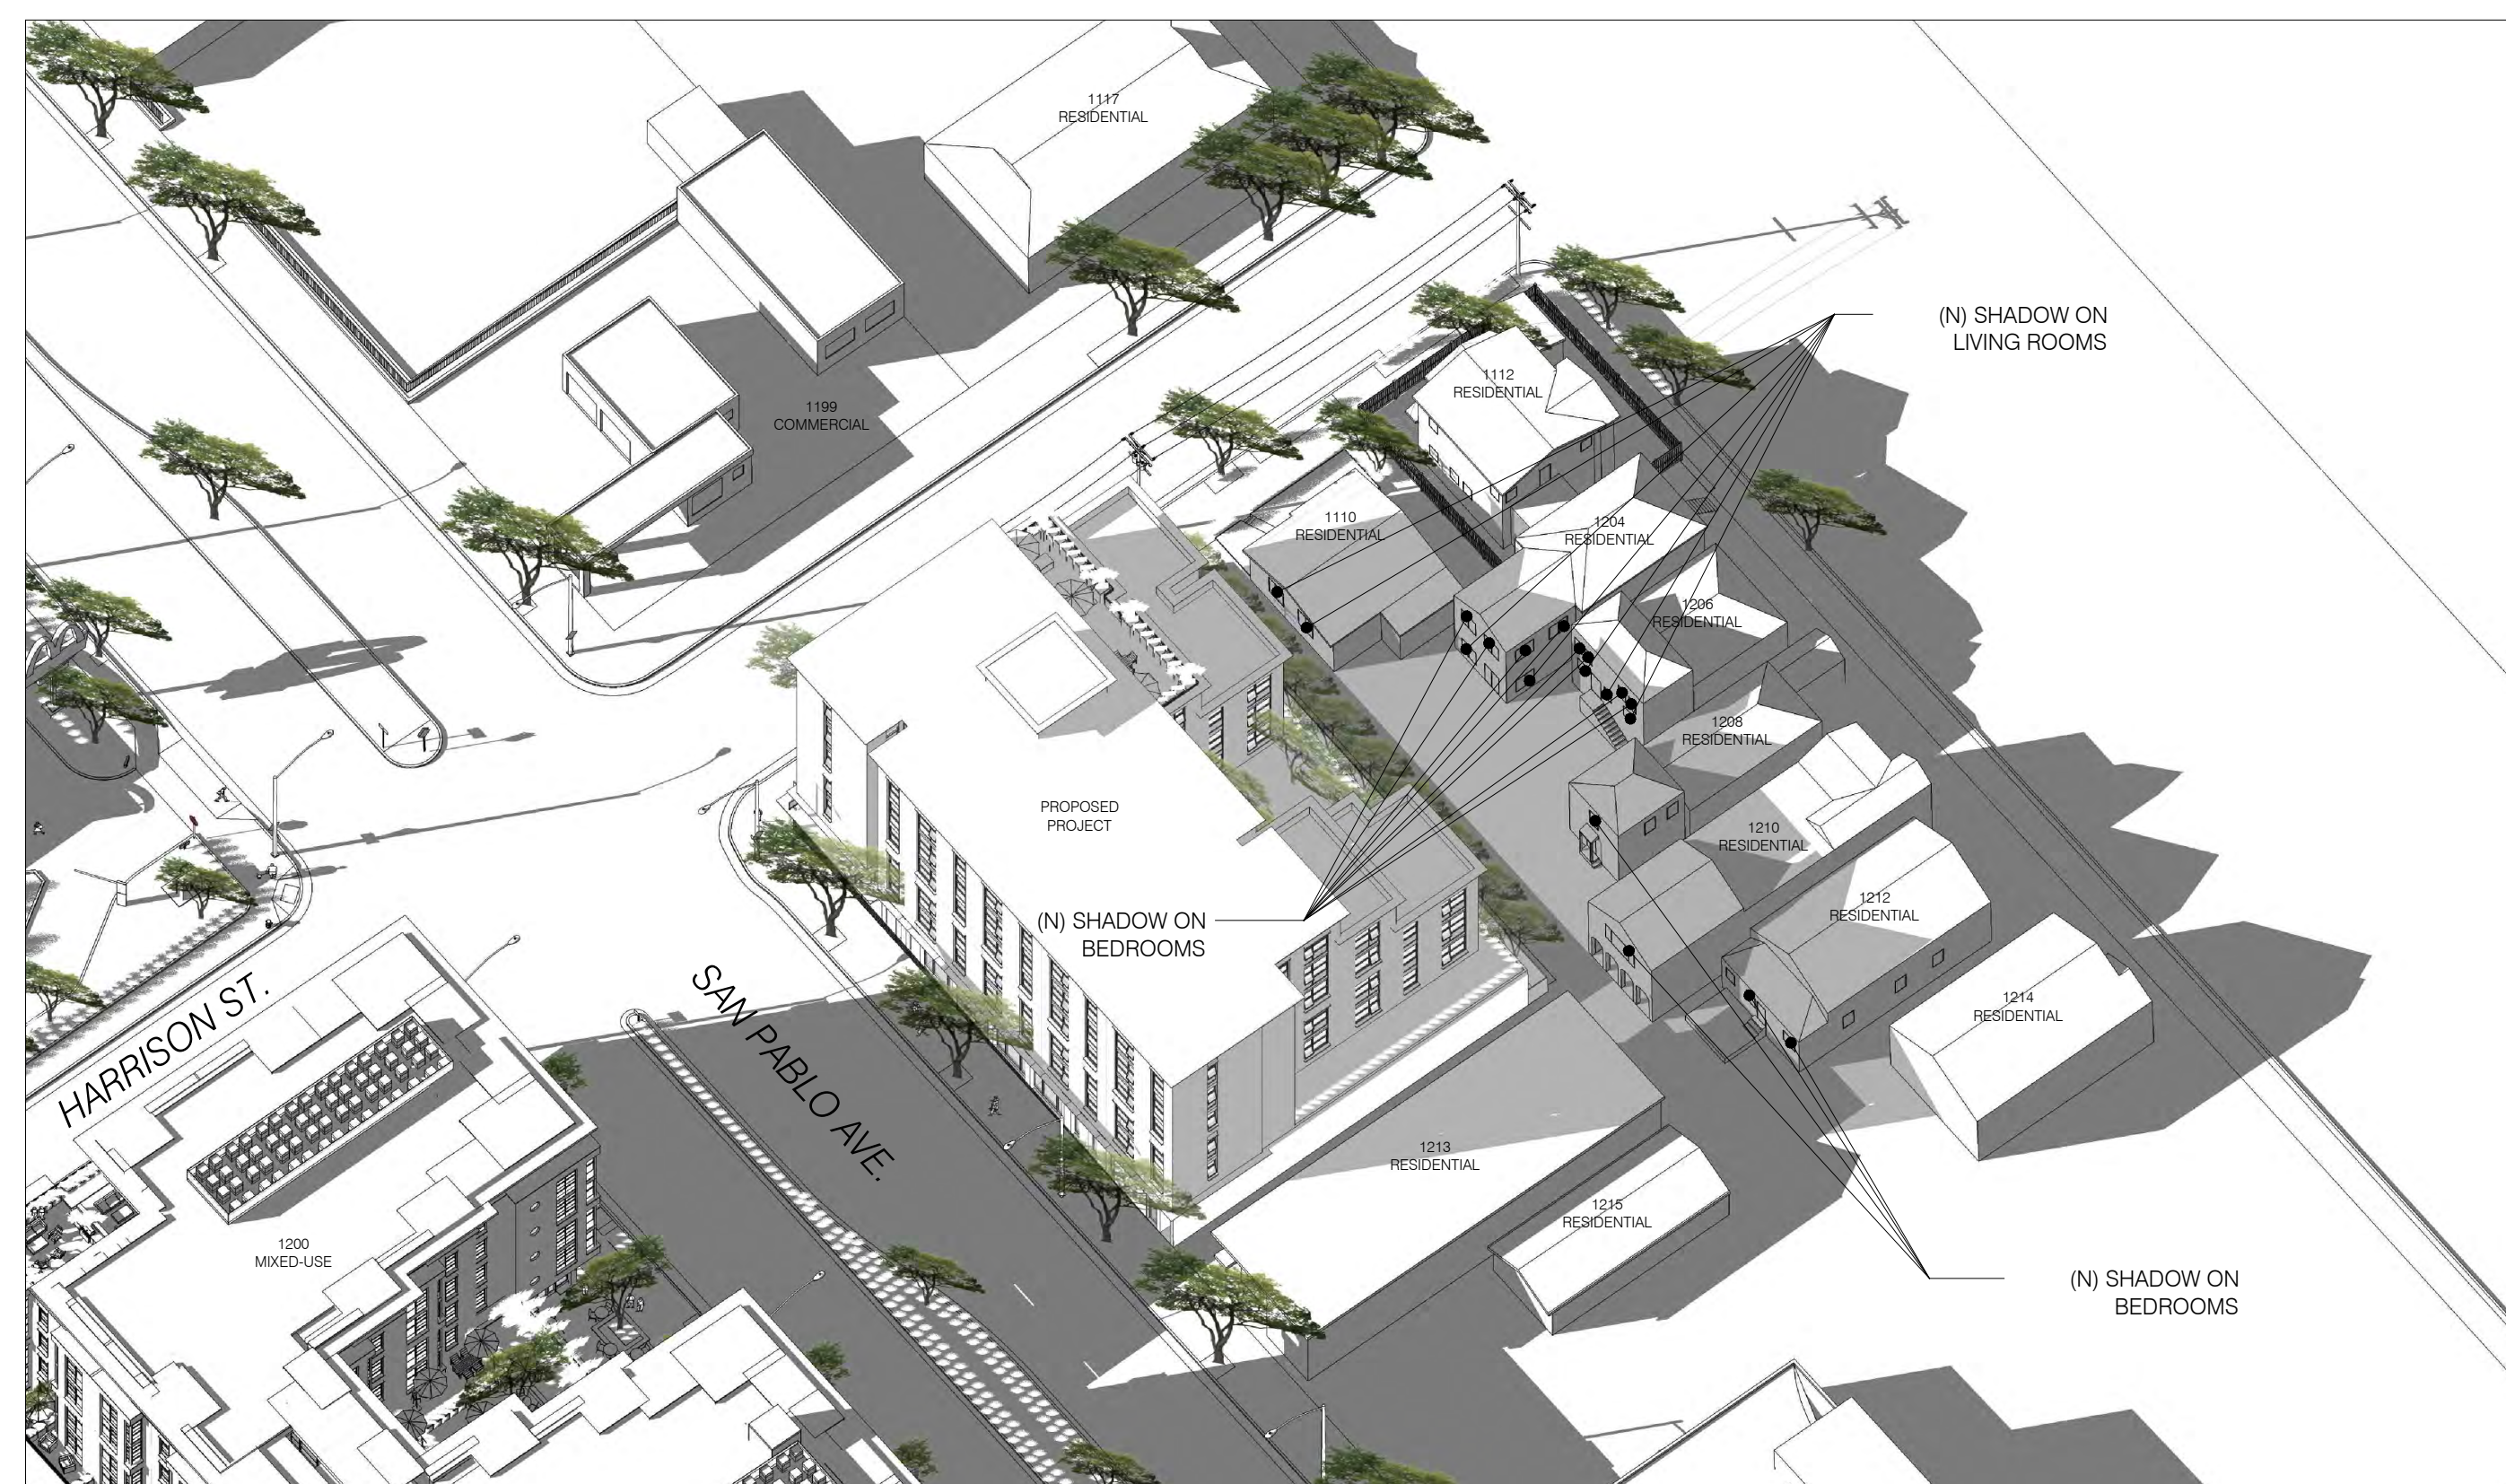 1117
RESIDENTIAL
(N) SHADOW ON
LIVING ROOMS
1112
RESIDENTIAL
1199
COMMERCIAL
1110
RESIDENTIAL
1204
RESIDENTIAL
1206
RESIDENTIAL
1208
RESIDENTIAL
PROPOSED
PROJECT
1210
RESIDENTIAL
1212
RESIDENTIAL
(N) SHADOW ON
BEDROOMS
1214
RESIDENTIAL
HARRISON ST.
SAN PABLO AVE.
1213
RESIDENTIAL
1215
RESIDENTIAL
1200
MIXED-USE
(N) SHADOW ON
BEDROOMS